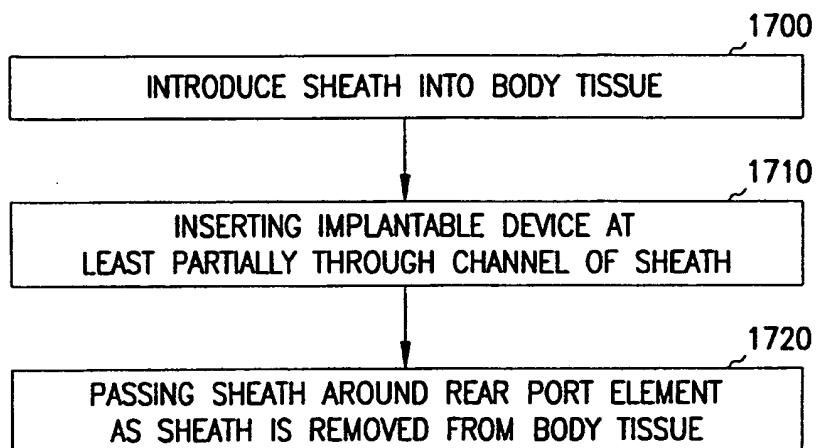 1700
INTRODUCE SHEATH INTO BODY TISSUE
1710
INSERTING IMPLANTABLE DEVICE AT
LEAST PARTIALLY THROUGH CHANNEL OF SHEATH
1720
PASSING SHEATH AROUND REAR PORT ELEMENT
AS SHEATH IS REMOVED FROM BODY TISSUE